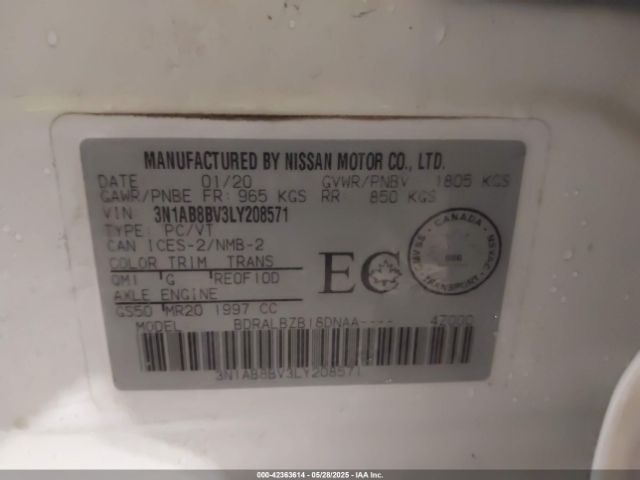 MANUFACTURED BY NISSAN MOTOR CO., LTD.
DATE 01/20 GVWR/PNBV 1805 KGS
GAWR/PNBE FR: 965 KGS RR 850 KGS
VIN: 3N1AB8BV3LY208571
TYPE: PC/VT
CAN ICES-2/NMB-2
COLOR TRIM TRANS
QM1 G RE0F10D
AXLE ENGINE
GS50 MR20 1997 CC
MODEL BDRALBZB18DNAA---- 4Z000
EC
CANADA
TRANSPORT
3N1AB8BV3LY208571
000-42363614 - 05/28/2025 - IAA Inc.